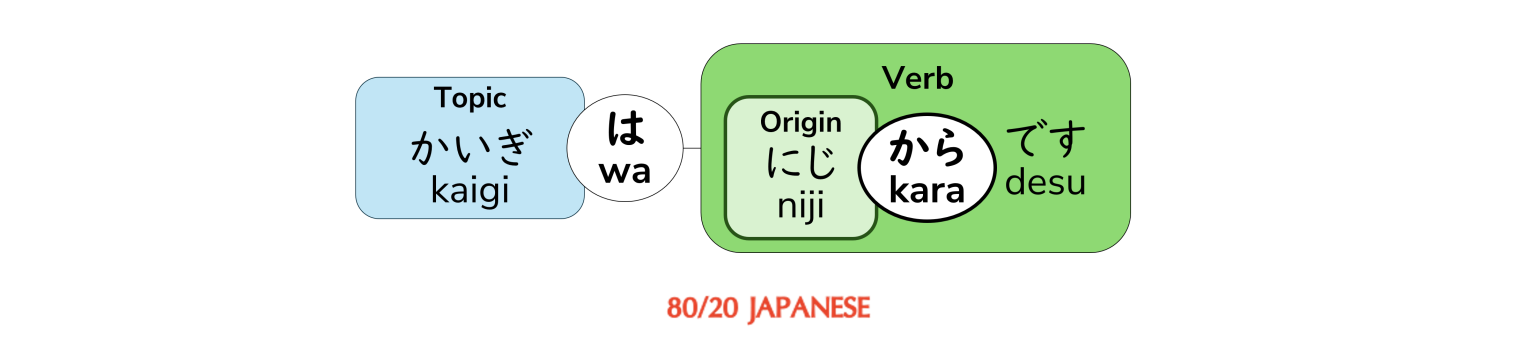 Topic
かいぎ
kaigi
は
wa
Verb
Origin
にじ
niji
から
kara
です
desu
80/20 JAPANESE